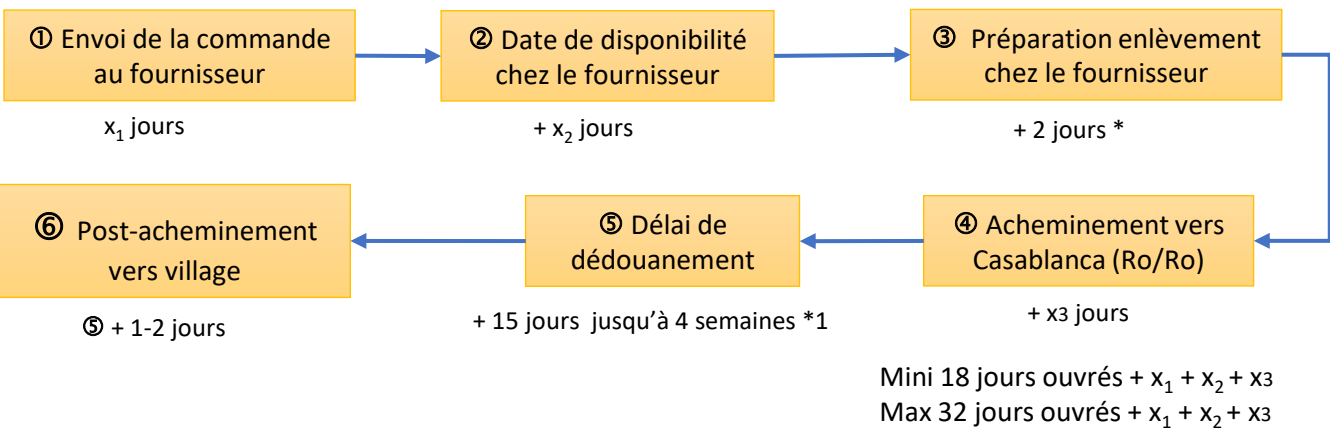 ① Envoi de la commande
au fournisseur
x₁ jours
② Date de disponibilité
chez le fournisseur
+ x₂ jours
③ Préparation enlèvement
chez le fournisseur
+ 2 jours *
④ Acheminement vers
Casablanca (Ro/Ro)
+ x3 jours
⑤ Délai de
dédouanement
+ 15 jours jusqu’à 4 semaines *1
⑥ Post-acheminement
vers village
⑤ + 1-2 jours
Mini 18 jours ouvrés + x₁ + x₂ + x3
Max 32 jours ouvrés + x₁ + x₂ + x3